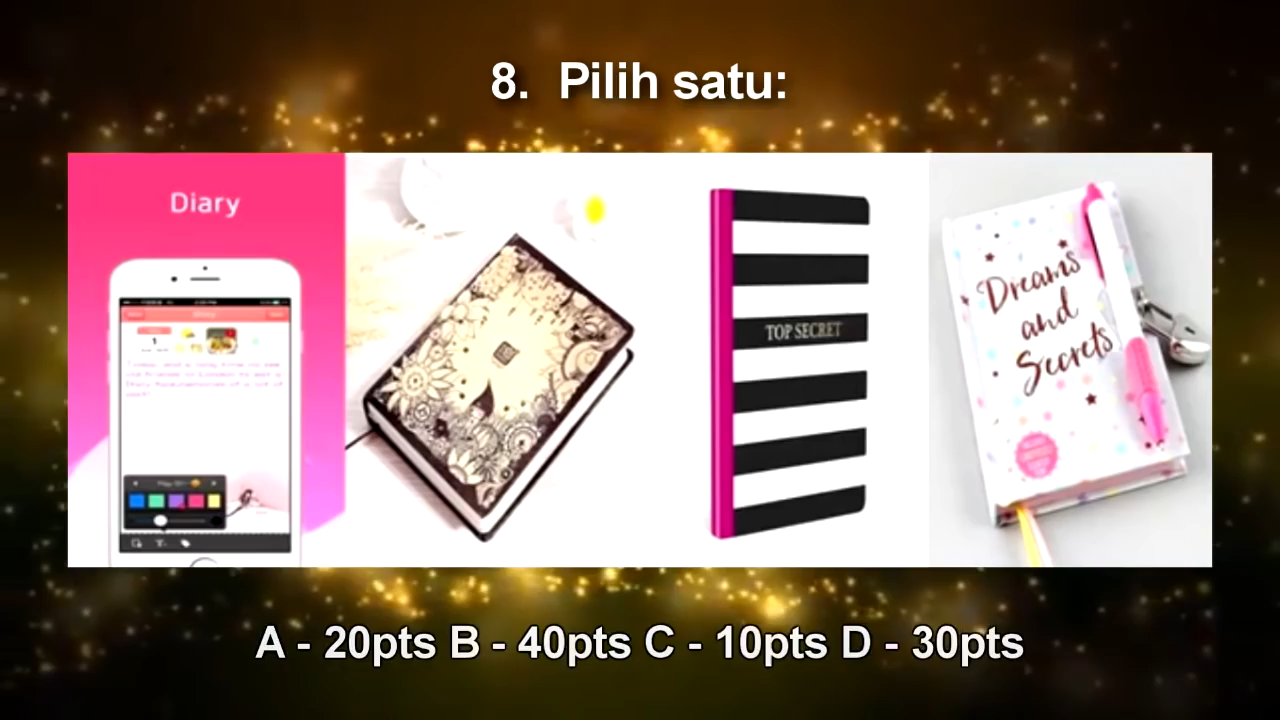 8. Pilih satu:
Diary
TOP SECRET
Dreams
and
Secrets
A - 20pts B - 40pts C - 10pts D - 30pts